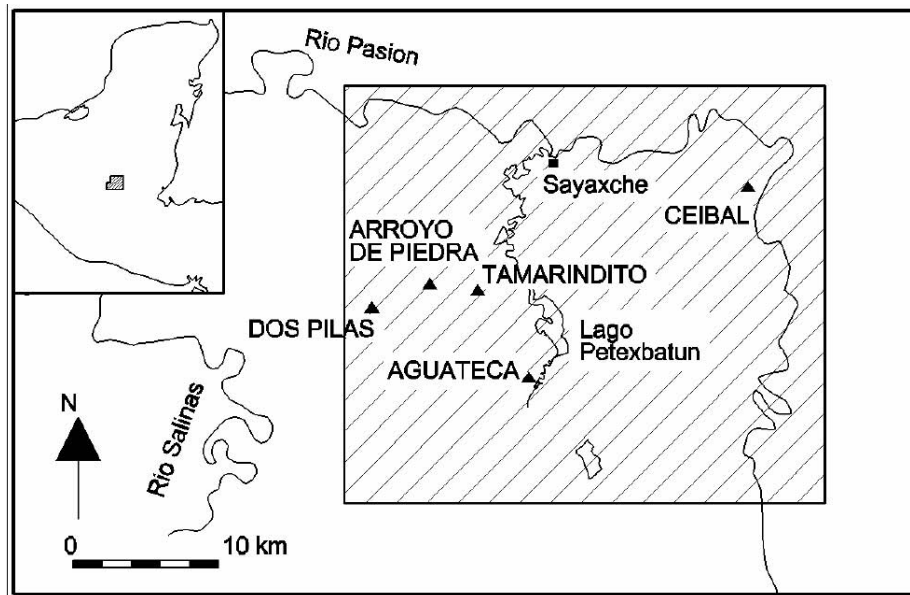 Rio Pasion
Sayaxche
CEIBAL
ARROYO
DE PIEDRA
TAMARINDITO
DOS PILAS
Lago
Petexbatun
AGUATECA
Rio Salinas
N
0 10 km